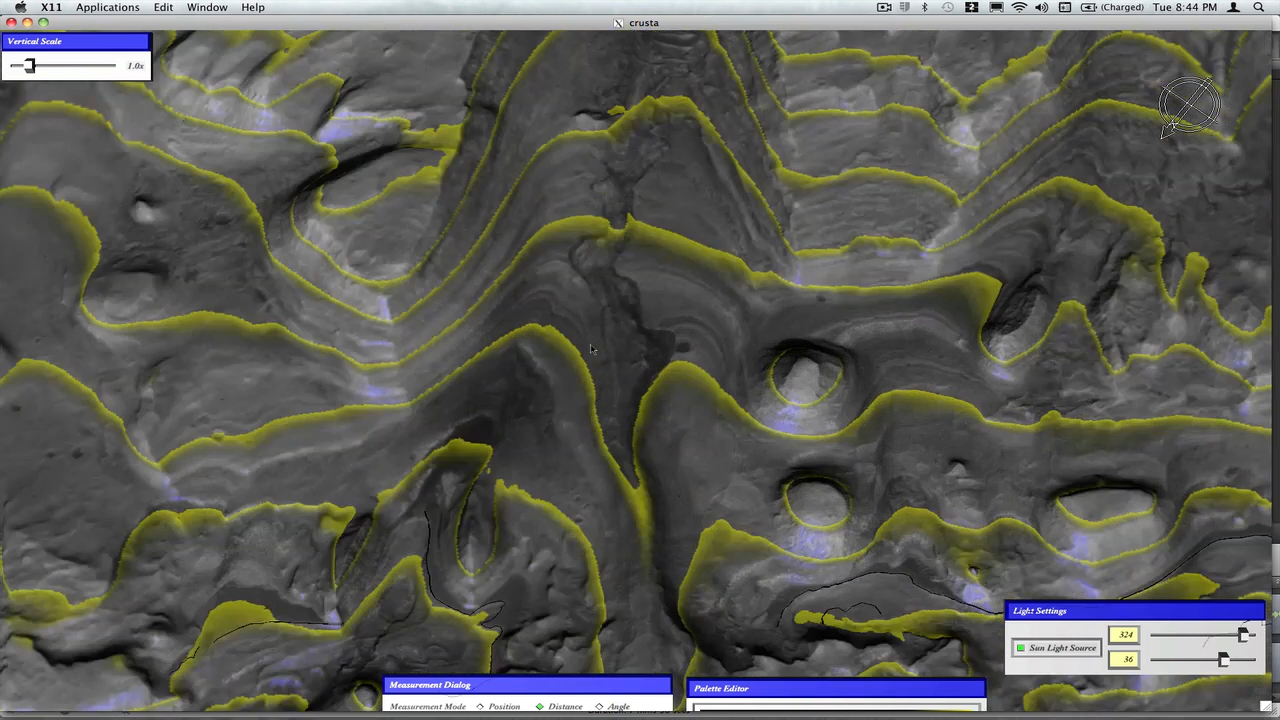 X11 Applications Edit Window Help
(Charged) Tue 8:44 PM
crusta
Vertical Scale
1.0x
Light Settings
324
Sun Light Source
36
Measurement Dialog
Measurement Mode Position Distance Angle
Palette Editor